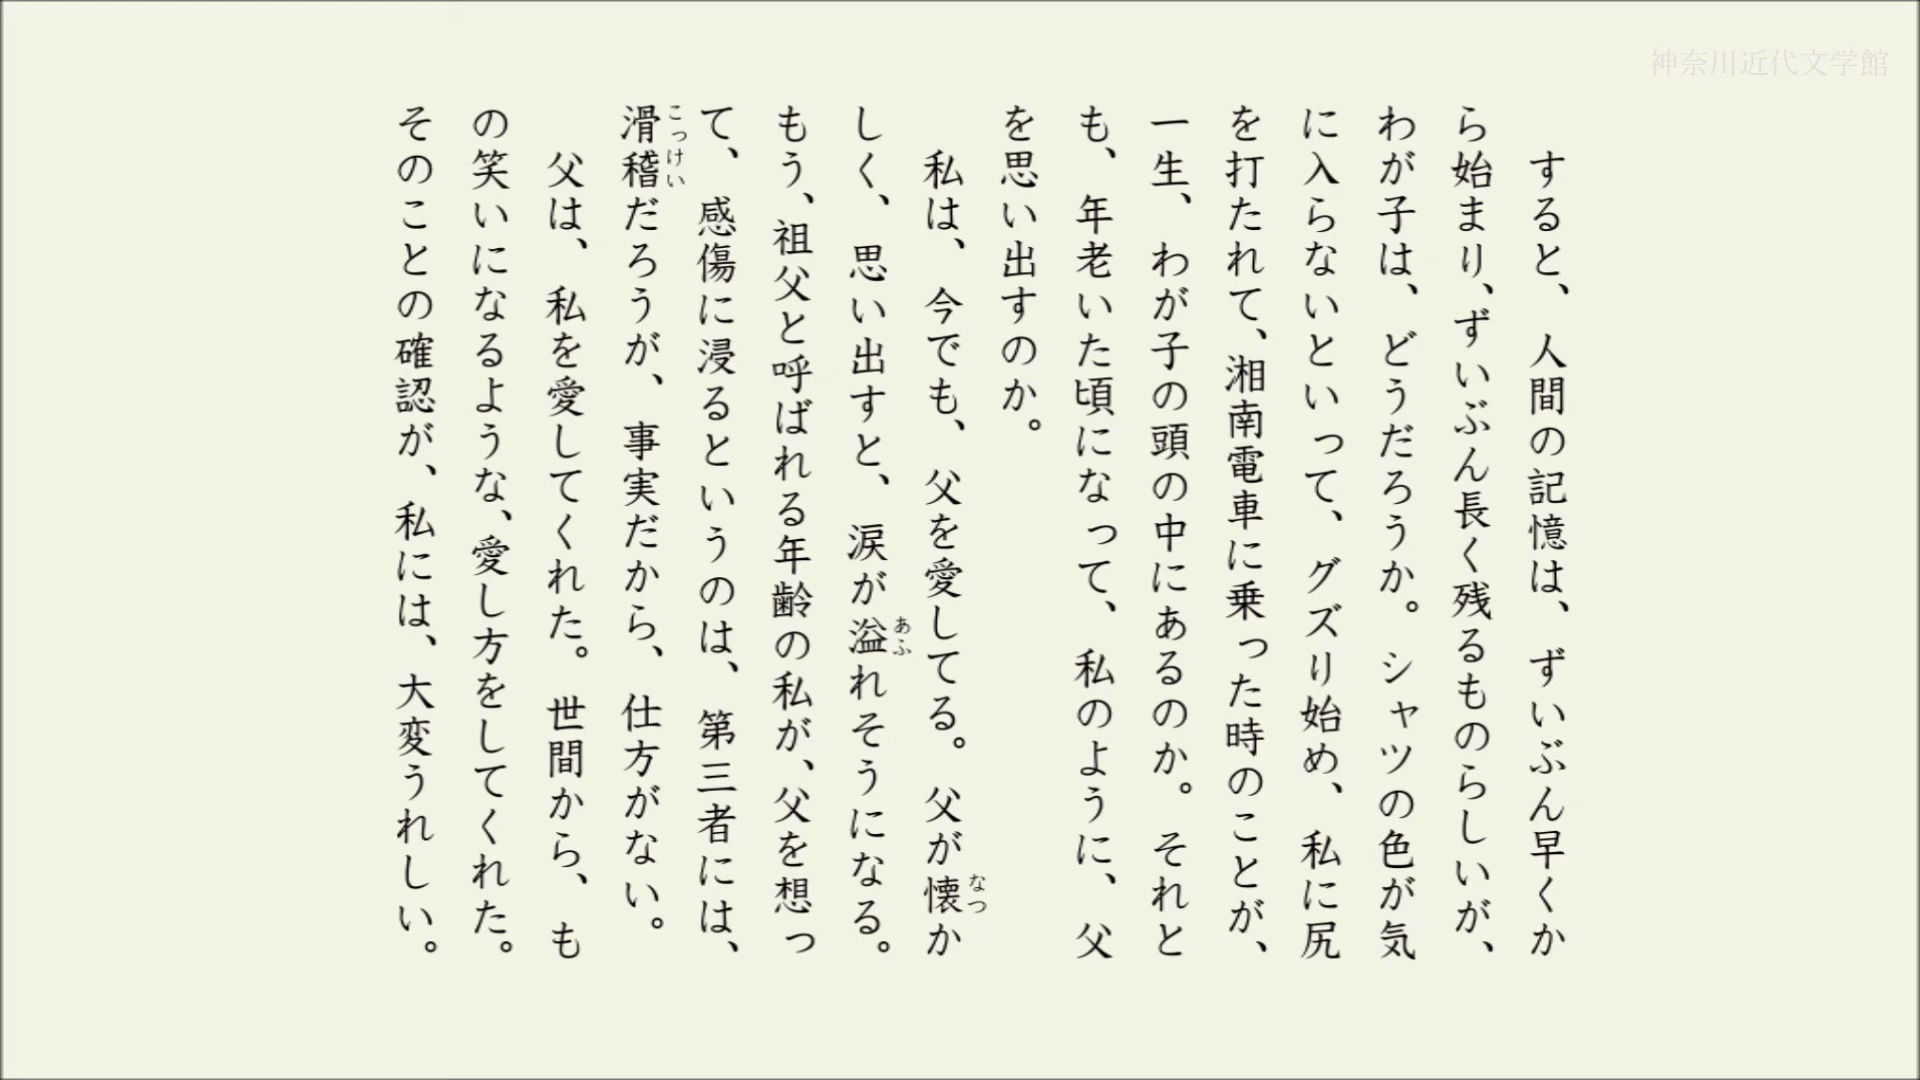 神奈川近代文学館
すると、人間の記憶は、ずいぶん早くか
ら始まり、ずいぶん長く残るものらしいが、
わが子は、どうだろうか。シャツの色が気
に入らないといって、グズり始め、私に尻
を打たれて、湘南電車に乗った時のことが、
一生、わが子の頭の中にあるのか。それと
も、年老いた頃になって、私のように、父
を思い出すのか。
私は、今でも、父を愛してる。父が懐か
なつ
しく、思い出すと、涙が溢れそうになる。
あふ
もう、祖父と呼ばれる年齢の私が、父を想っ
て、感傷に浸るというのは、第三者には、
滑稽だろうが、事実だから、仕方がない。
こっけい
父は、私を愛してくれた。世間から、も
の笑いになるような、愛し方をしてくれた。
そのことの確認が、私には、大変うれしい。